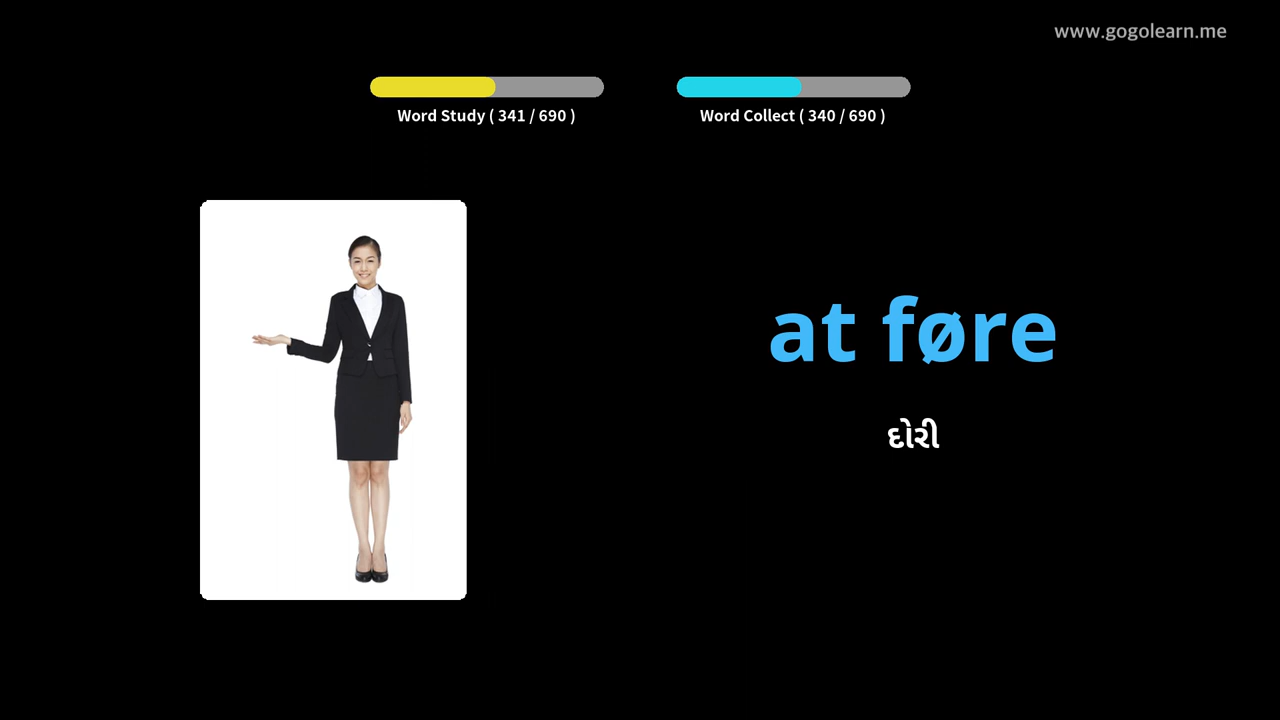 www.gogolearn.me
Word Study ( 341 / 690 )
Word Collect ( 340 / 690 )
at føre
દોરી